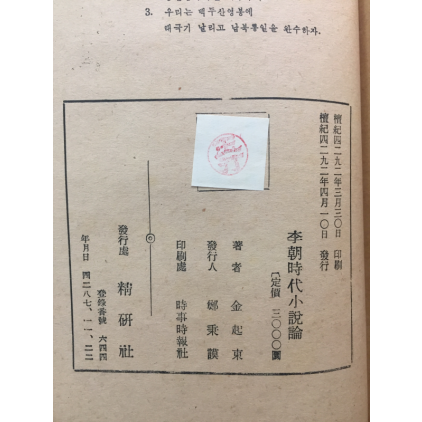 3. 우리는 백두산영봉에
태극기 날리고 남북통일을 완수하자.
檀紀四二九二年三月三〇日 印刷
檀紀四二九二年四月一〇日 發行
李朝時代小說論
定價 三〇〇〇圜
著者 金起東
發行人 鄭秉謨
印刷處 時事時報社
發行處 精硏社
登錄番號 六四四
年月日 四二八七、一一、二二